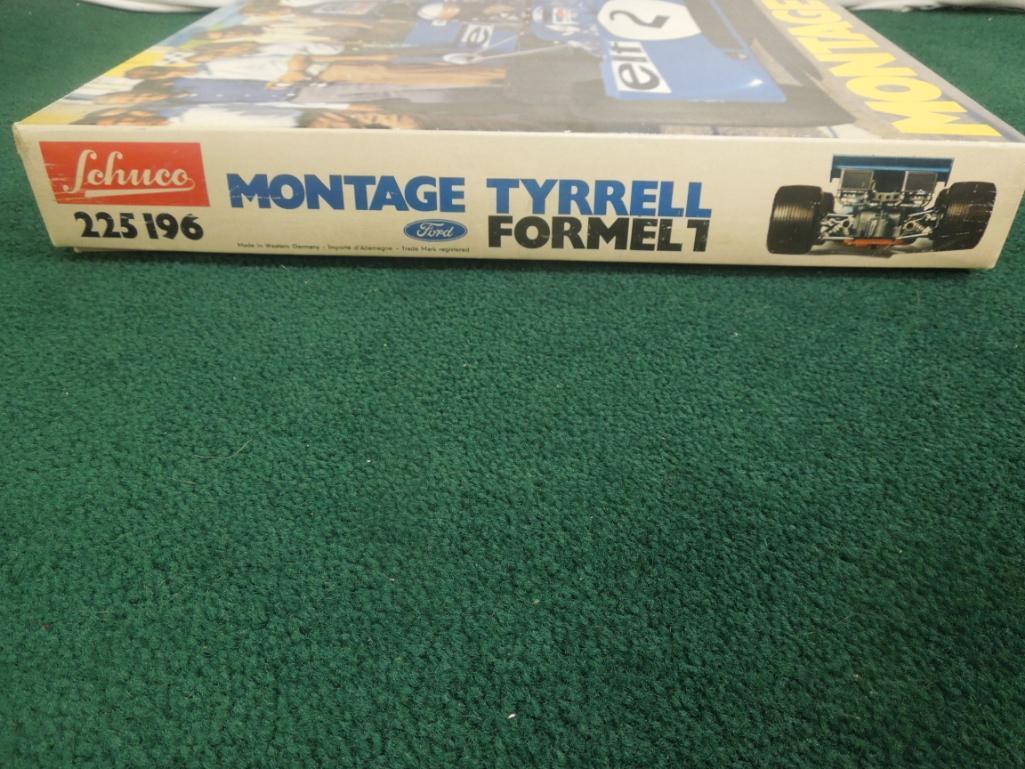 MONTAGE
2
elf
Schuco
225 196
MONTAGE TYRRELL
Ford FORMEL 1
Made in Western Germany - Importé d'Allemagne - Trade Mark registered